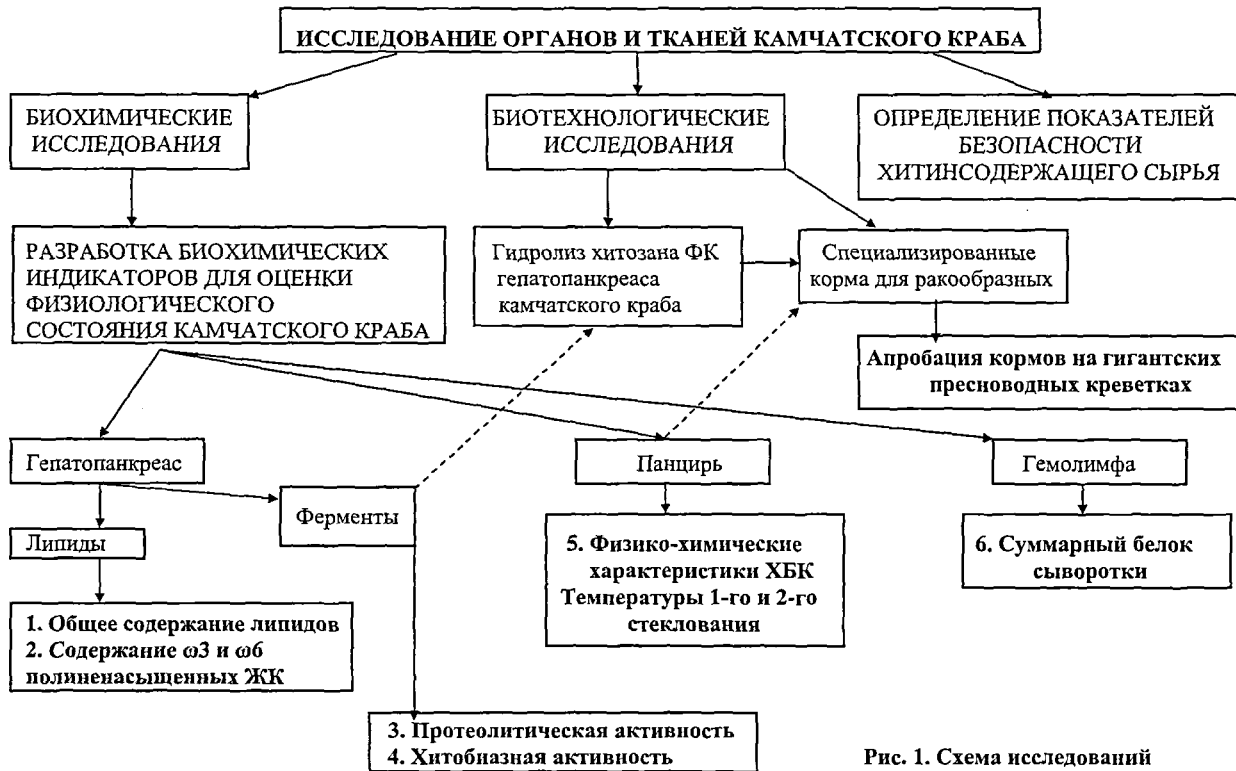 ИССЛЕДОВАНИЕ ОРГАНОВ И ТКАНЕЙ КАМЧАТСКОГО КРАБА
БИОХИМИЧЕСКИЕ
ИССЛЕДОВАНИЯ
БИОТЕХНОЛОГИЧЕСКИЕ
ИССЛЕДОВАНИЯ
ОПРЕДЕЛЕНИЕ ПОКАЗАТЕЛЕЙ
БЕЗОПАСНОСТИ
ХИТИНСОДЕРЖАЩЕГО СЫРЬЯ
РАЗРАБОТКА БИОХИМИЧЕСКИХ
ИНДИКАТОРОВ ДЛЯ ОЦЕНКИ
ФИЗИОЛОГИЧЕСКОГО
СОСТОЯНИЯ КАМЧАТСКОГО КРАБА
Гидролиз хитозана ФК
гепатопанкреаса
камчатского краба
Специализированные
корма для ракообразных
Апробация кормов на гигантских
пресноводных креветках
Гепатопанкреас
Панцирь
Гемолимфа
Ферменты
Липиды
5. Физико-химические
характеристики ХБК
Температуры 1-го и 2-го
стеклования
6. Суммарный белок
сыворотки
1. Общее содержание липидов
2. Содержание ω3 и ω6
полиненасыщенных ЖК
3. Протеолитическая активность
4. Хитобиазная активность
Рис. 1. Схема исследований